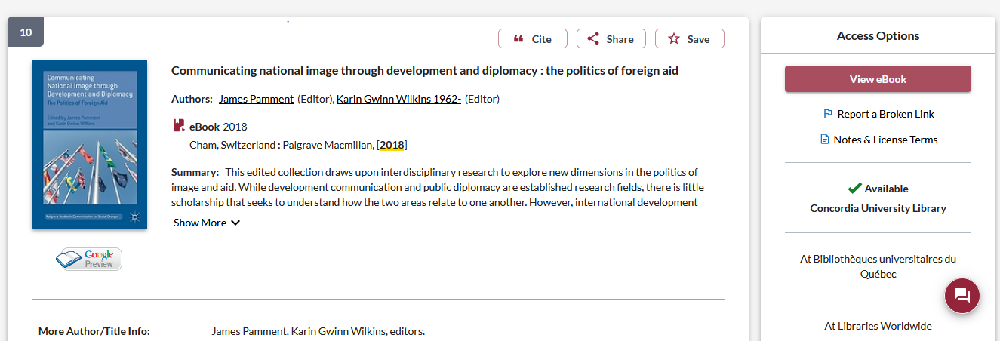 10
Cite
Share
Save
Communicating
National Image through
Development and Diplomacy
The Politics of Foreign Aid
Edited by James Pamment
and Karin Gwinn Wilkins
Palgrave Studies in Communication for Social Change
Google
Preview
Communicating national image through development and diplomacy : the politics of foreign aid
Authors: James Pamment (Editor), Karin Gwinn Wilkins 1962- (Editor)
eBook 2018
Cham, Switzerland : Palgrave Macmillan, [2018]
Summary: This edited collection draws upon interdisciplinary research to explore new dimensions in the politics of
image and aid. While development communication and public diplomacy are established research fields, there is little
scholarship that seeks to understand how the two areas relate to one another. However, international development
Show More
More Author/Title Info: James Pamment, Karin Gwinn Wilkins, editors.
Access Options
View eBook
Report a Broken Link
Notes & License Terms
Available
Concordia University Library
At Bibliothèques universitaires du
Québec
At Libraries Worldwide